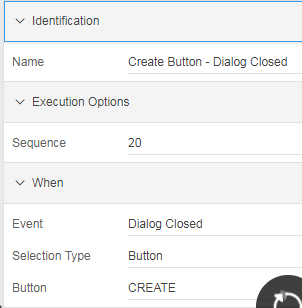 Identification
Name Create Button - Dialog Closed
Execution Options
Sequence 20
When
Event Dialog Closed
Selection Type Button
Button CREATE